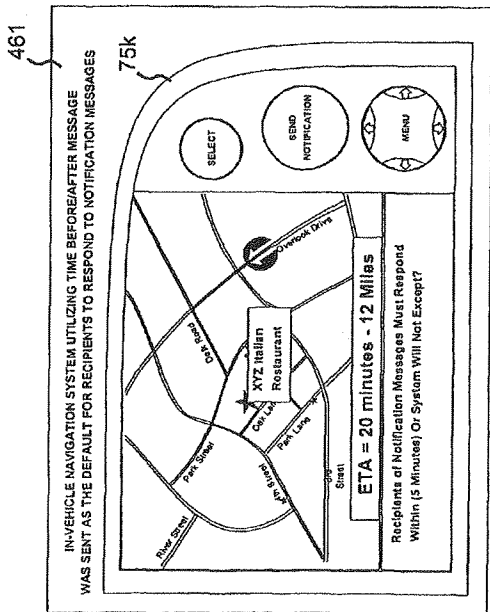 461
IN-VEHICLE NAVIGATION SYSTEM UTILIZING TIME BEFORE/AFTER MESSAGE
WAS SENT AS THE DEFAULT FOR RECIPIENTS TO RESPOND TO NOTIFICATION MESSAGES
75k
River Street
Park Street
Oak Road
Overlook Drive
XYZ Italian
Restaurant
Oak Lane
Park Lane
Street
Street
SELECT
SEND
NOTIFICATION
MENU
ETA = 20 minutes - 12 Miles
Recipients of Notification Messages Must Respond
Within (5 Minutes) Or System Will Not Except?